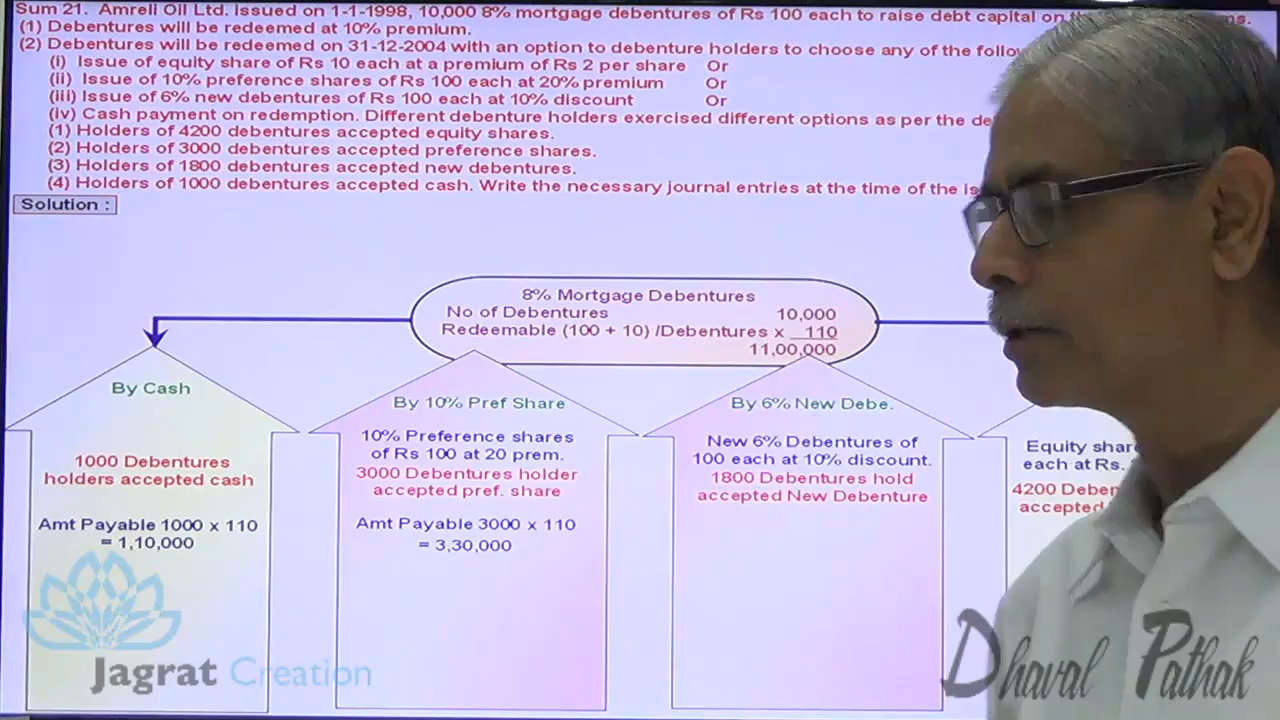 Sum 21. Amreli Oil Ltd. issued on 1-1-1998, 10,000 8% mortgage debentures of Rs 100 each to raise debt capital on
(1) Debentures will be redeemed at 10% premium.
(2) Debentures will be redeemed on 31-12-2004 with an option to debenture holders to choose any of the
(i) Issue of equity share of Rs 10 each at a premium of Rs 2 per share Or
(ii) Issue of 10% preference shares of Rs 100 each at 20% premium Or
(iii) Issue of 6% new debentures of Rs 100 each at 10% discount Or
(iv) Cash payment on redemption. Different debenture holders exercised different options as per the
(1) Holders of 4200 debentures accepted equity shares.
(2) Holders of 3000 debentures accepted preference shares.
(3) Holders of 1800 debentures accepted new debentures.
(4) Holders of 1000 debentures accepted cash. Write the necessary journal entries at the time of the
Solution :
8% Mortgage Debentures
No of Debentures 10,000
Redeemable (100 + 10) /Debentures x 110
11,00,000
By Cash
1000 Debentures
holders accepted cash
Amt Payable 1000 x 110
= 1,10,000
By 10% Pref Share
10% Preference shares
of Rs 100 at 20 prem.
3000 Debentures holder
accepted pref. share
Amt Payable 3000 x 110
= 3,30,000
By 6% New Debe.
New 6% Debentures of
100 each at 10% discount.
1800 Debentures hold
accepted New Debenture
Equity
each at Rs.
4200
accepted
Jagrat Creation
Dhaval Pathak